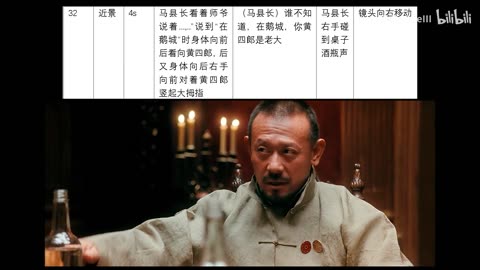 32
近景
4s
马县长看着师爷
说着......"说到"在
鹅城"时身体向前
后看向黄四郎，后
又身体向后右手
向前对着黄四郎
竖起大拇指
（马县长）谁不知
道，在鹅城，你黄
四郎是老大
马县长
右手碰
到桌子
酒瓶声
镜头向右移动
bilibili